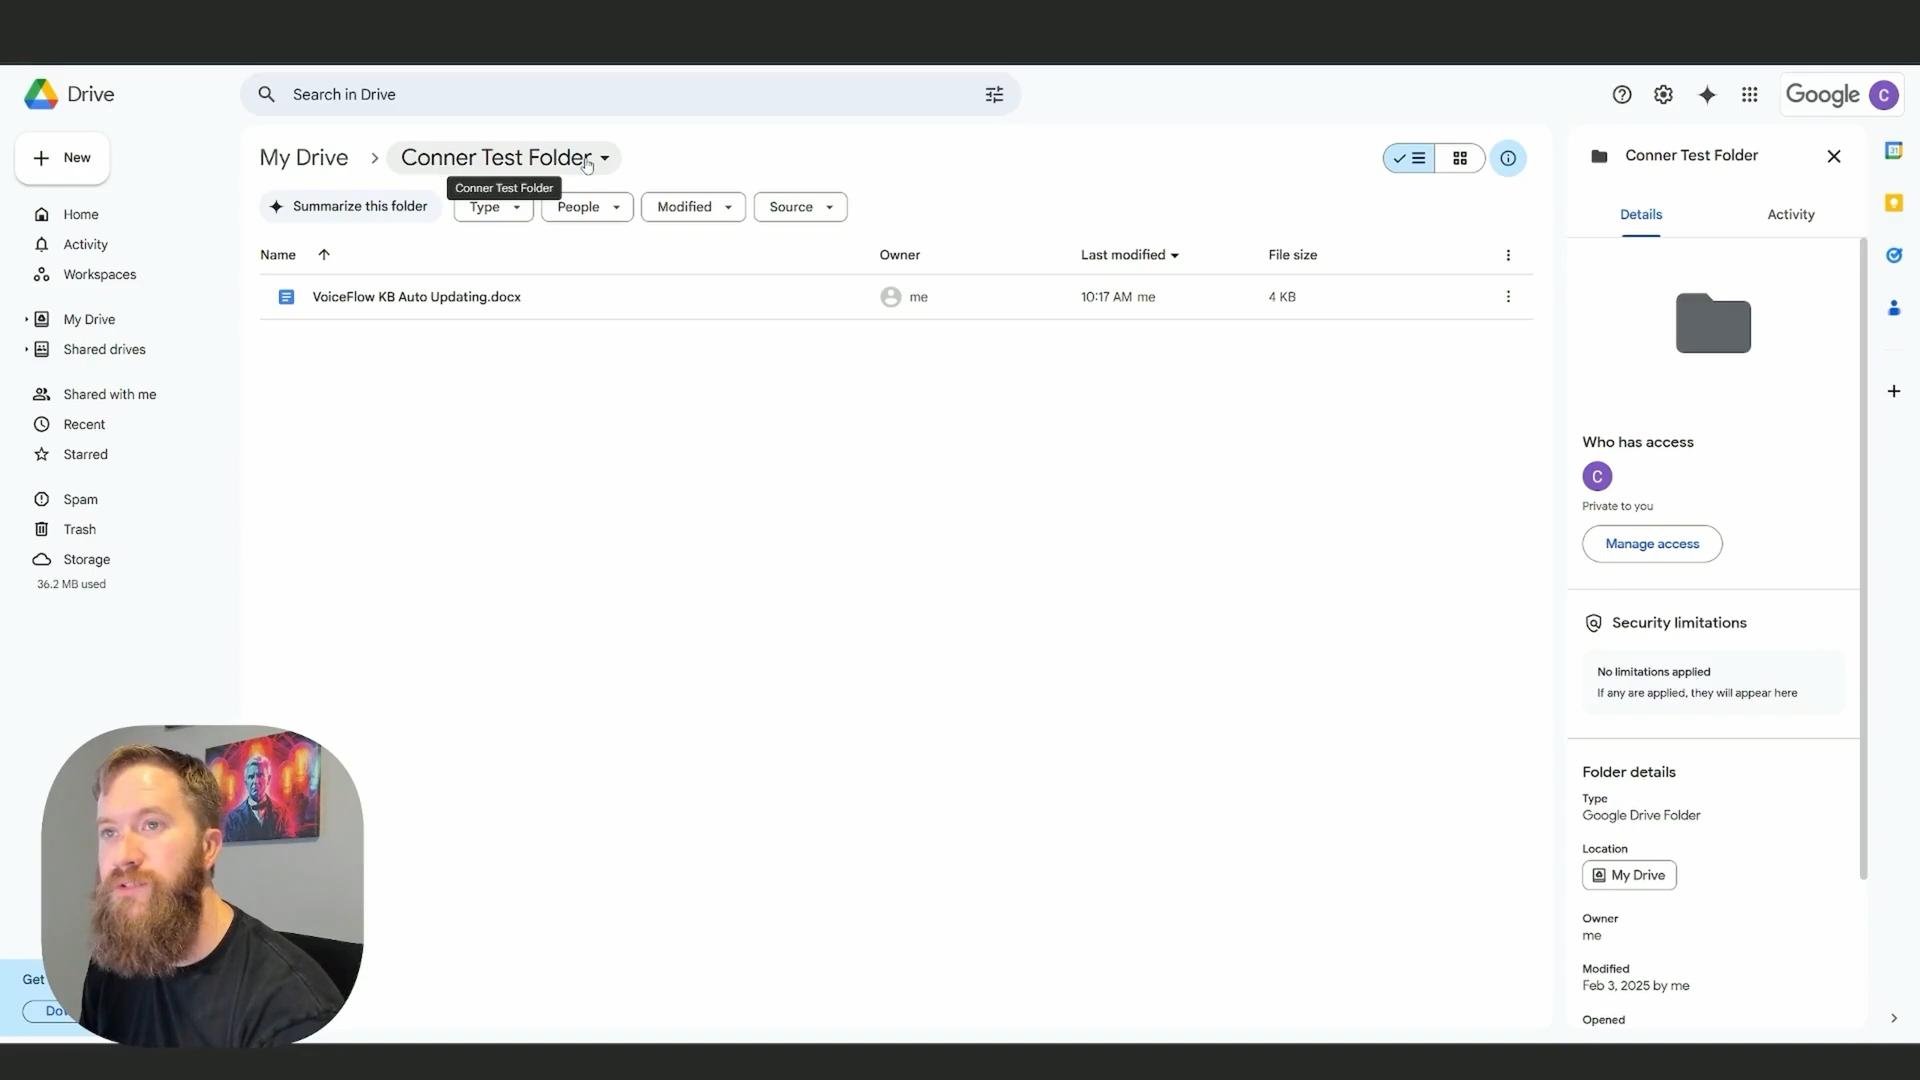 Drive
Search in Drive
Google
C
New
My Drive
Conner Test Folder
Conner Test Folder
Summarize this folder
Type
People
Modified
Source
Name
Owner
Last modified
File size
VoiceFlow KB Auto Updating.docx
me
10:17 AM me
4 KB
Home
Activity
Workspaces
My Drive
Shared drives
Shared with me
Recent
Starred
Spam
Trash
Storage
36.2 MB used
Get
Conner Test Folder
Details
Activity
Who has access
C
Private to you
Manage access
Security limitations
No limitations applied
If any are applied, they will appear here
Folder details
Type
Google Drive Folder
Location
My Drive
Owner
me
Modified
Feb 3, 2025 by me
Opened
31